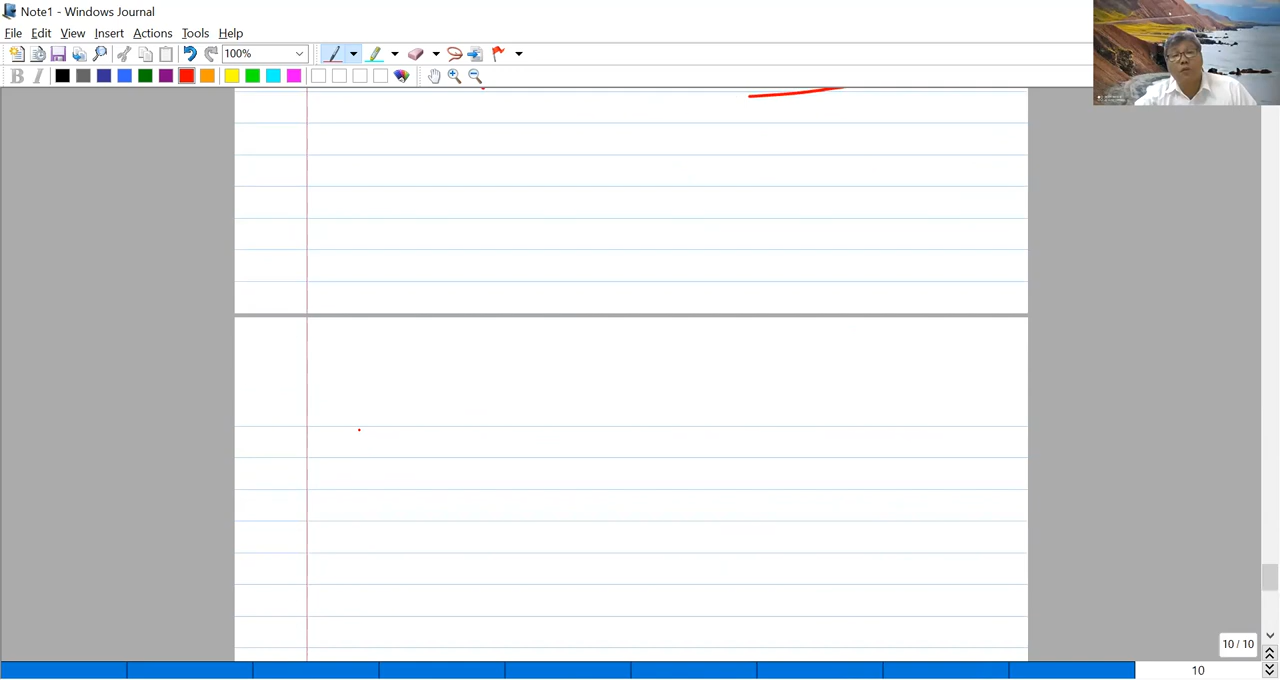 Note1 - Windows Journal
File Edit View Insert Actions Tools Help
100%
B I
10 / 10
10